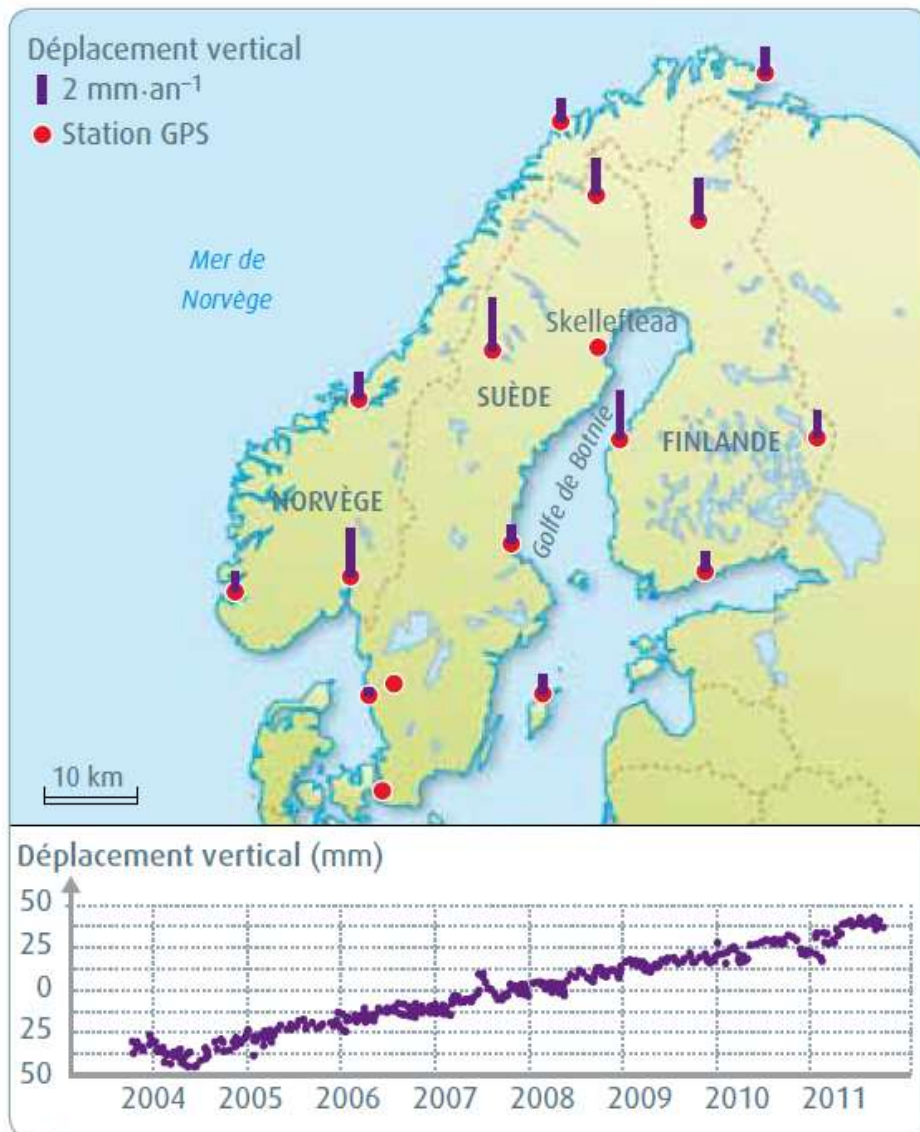 Déplacement vertical
2 mm·an⁻¹
Station GPS
Mer de
Norvège
Skellefteaa
SUÈDE
Golfe de Botnie
FINLANDE
NORVÈGE
10 km
Déplacement vertical (mm)
50
25
0
25
50
2004 2005 2006 2007 2008 2009 2010 2011